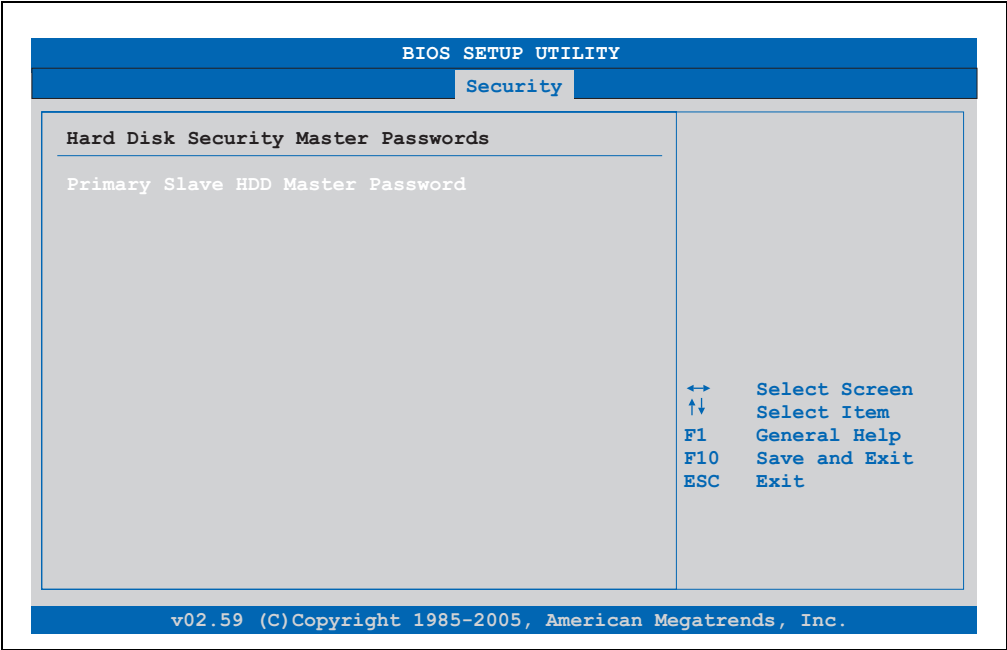 BIOS SETUP UTILITY
Security
Hard Disk Security Master Passwords
Primary Slave HDD Master Password
↔ Select Screen
↑↓ Select Item
F1 General Help
F10 Save and Exit
ESC Exit
v02.59 (C)Copyright 1985-2005, American Megatrends, Inc.